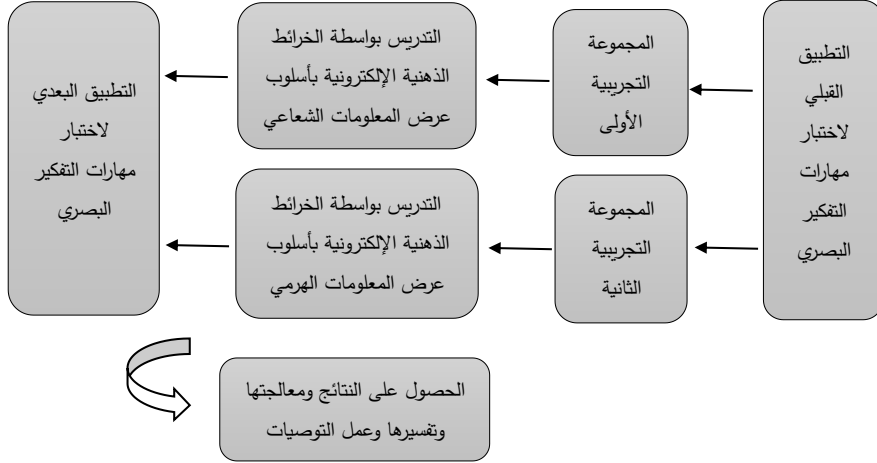 التطبيق
القبلي
لاختبار
مهارات
التفكير
البصري
المجموعة
التجريبية
الأولى
التدريس بواسطة الخرائط
الذهنية الإلكترونية بأسلوب
عرض المعلومات الشعاعي
المجموعة
التجريبية
الثانية
التدريس بواسطة الخرائط
الذهنية الإلكترونية بأسلوب
عرض المعلومات الهرمي
التطبيق البعدي
لاختبار
مهارات التفكير
البصري
الحصول على النتائج ومعالجتها
وتفسيرها وعمل التوصيات